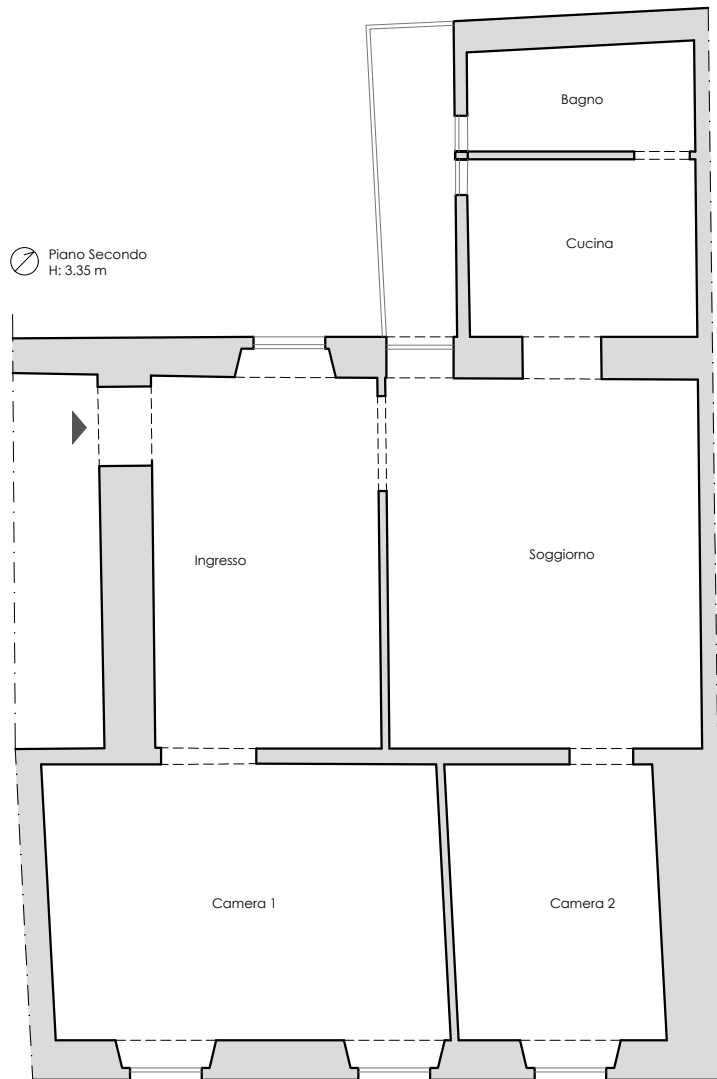 Bagno
Cucina
Piano Secondo
H: 3.35 m
Ingresso
Soggiorno
Camera 1
Camera 2